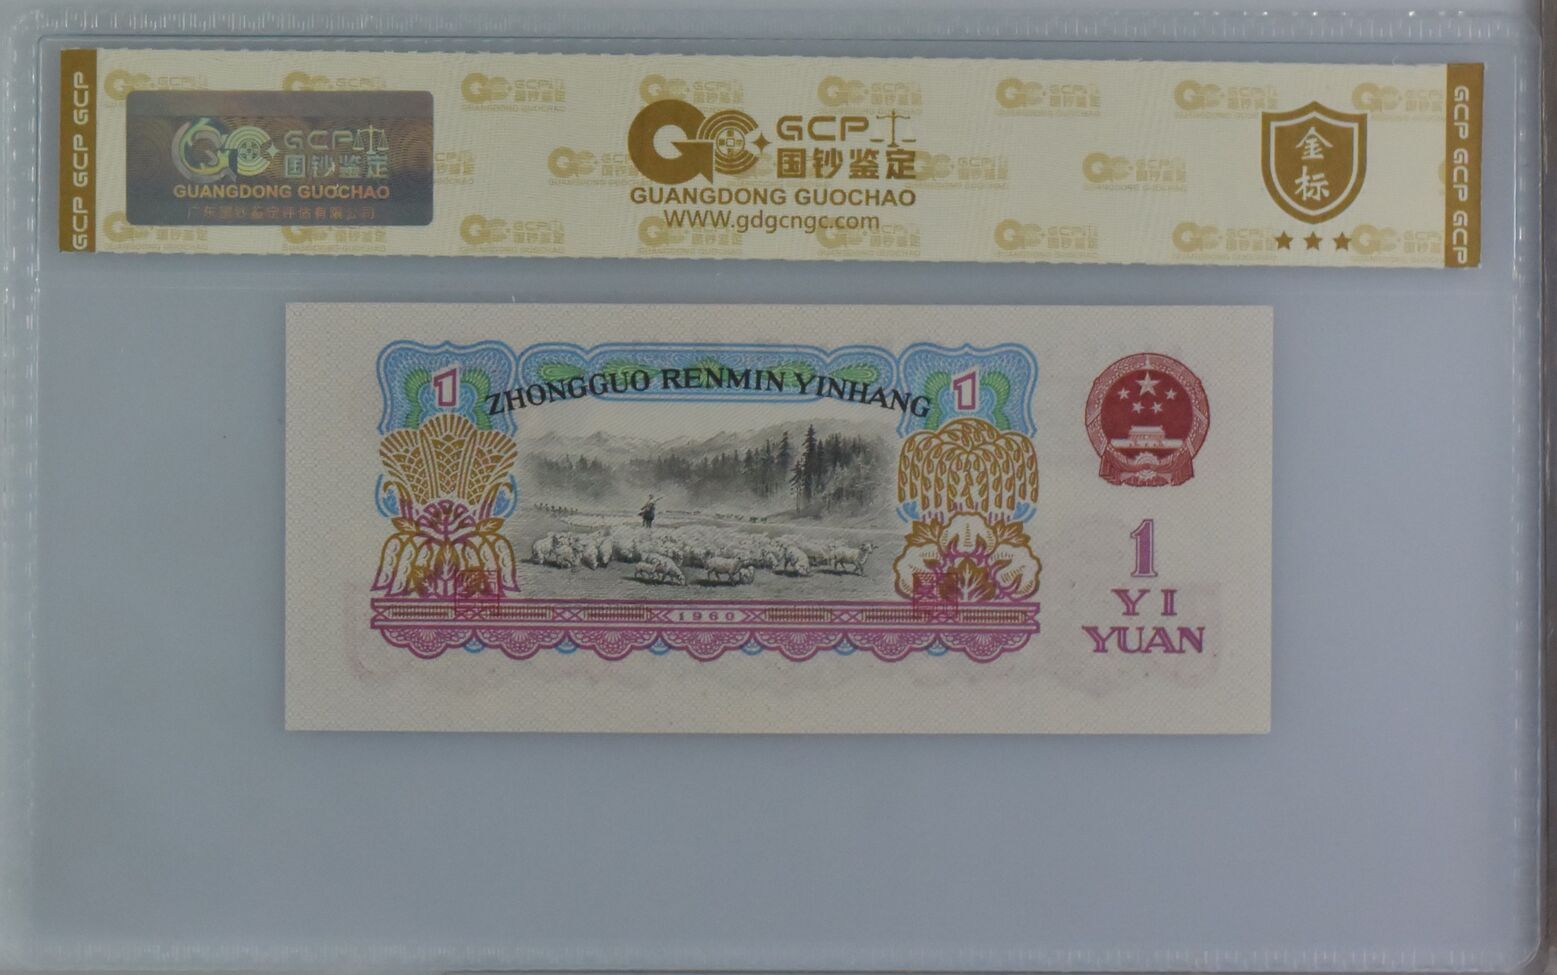 GCP GCP GCP
GCP
国钞鉴定
GUANGDONG GUOCHAO
广东国钞鉴定评估有限公司
GCP
国钞鉴定
GUANGDONG GUOCHAO
WWW.gdgcngc.com
金标
GCP GCP GCP
ZHONGGUO RENMIN YINHANG
1
1
1960
1
YI
YUAN